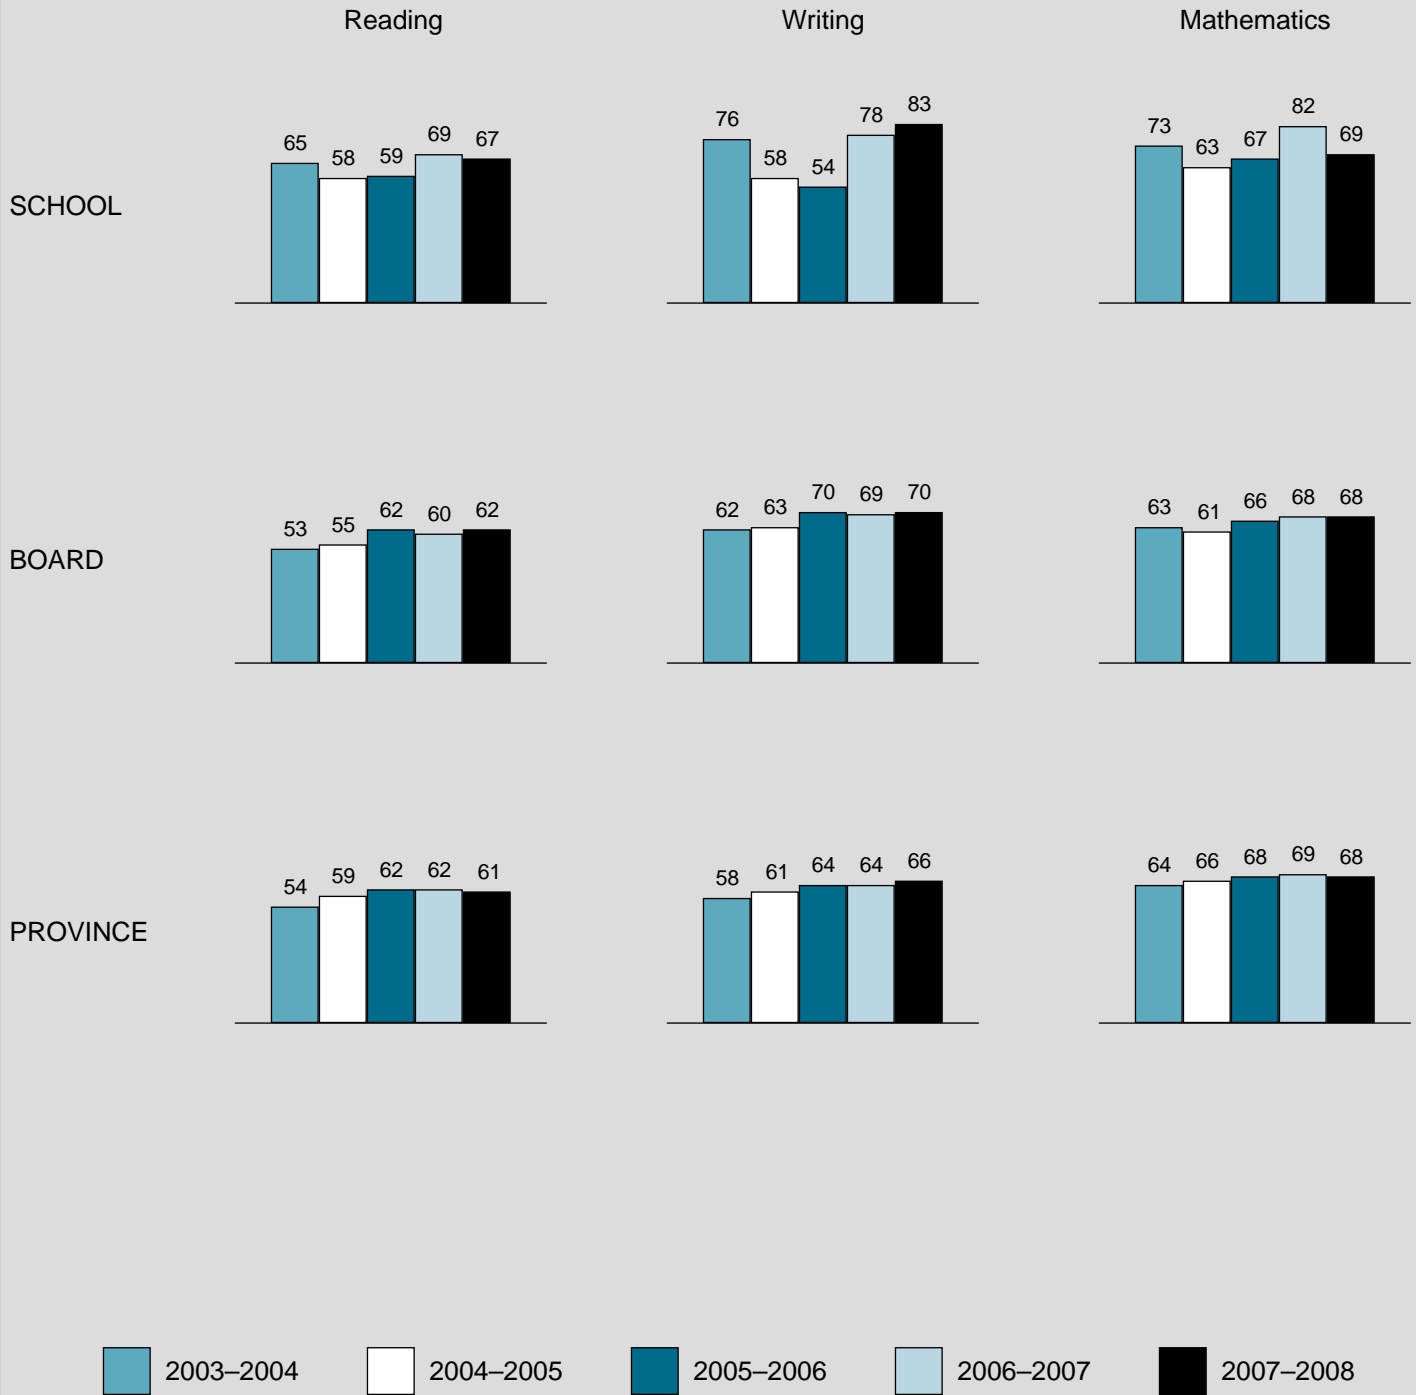 Reading Writing Mathematics
SCHOOL
65 58 59 69 67
76 58 54 78 83
73 63 67 82 69
BOARD
53 55 62 60 62
62 63 70 69 70
63 61 66 68 68
PROVINCE
54 59 62 62 61
58 61 64 64 66
64 66 68 69 68
2003–2004 2004–2005 2005–2006 2006–2007 2007–2008